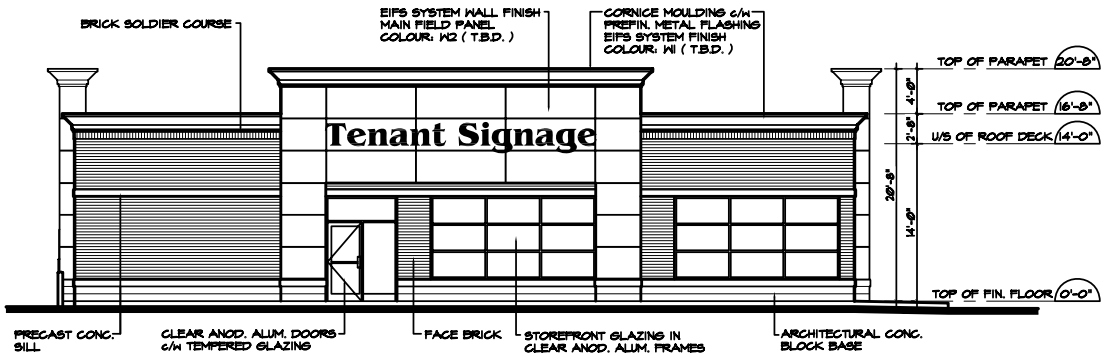 BRICK SOLDIER COURSE
EIFS SYSTEM WALL FINISH
MAIN FIELD PANEL
COLOUR: W2 ( T.B.D. )
CORNICE MOULDING c/w
PREFIN. METAL FLASHING
EIFS SYSTEM FINISH
COLOUR: W1 ( T.B.D. )
TOP OF PARAPET 20'-8"
4'-0"
TOP OF PARAPET 16'-8"
2'-8"
U/S OF ROOF DECK 14'-0"
Tenant Signage
20'-8"
14'-0"
TOP OF FIN. FLOOR 0'-0"
PRECAST CONC.
SILL
CLEAR ANOD. ALUM. DOORS
c/w TEMPERED GLAZING
FACE BRICK
STOREFRONT GLAZING IN
CLEAR ANOD. ALUM. FRAMES
ARCHITECTURAL CONC.
BLOCK BASE